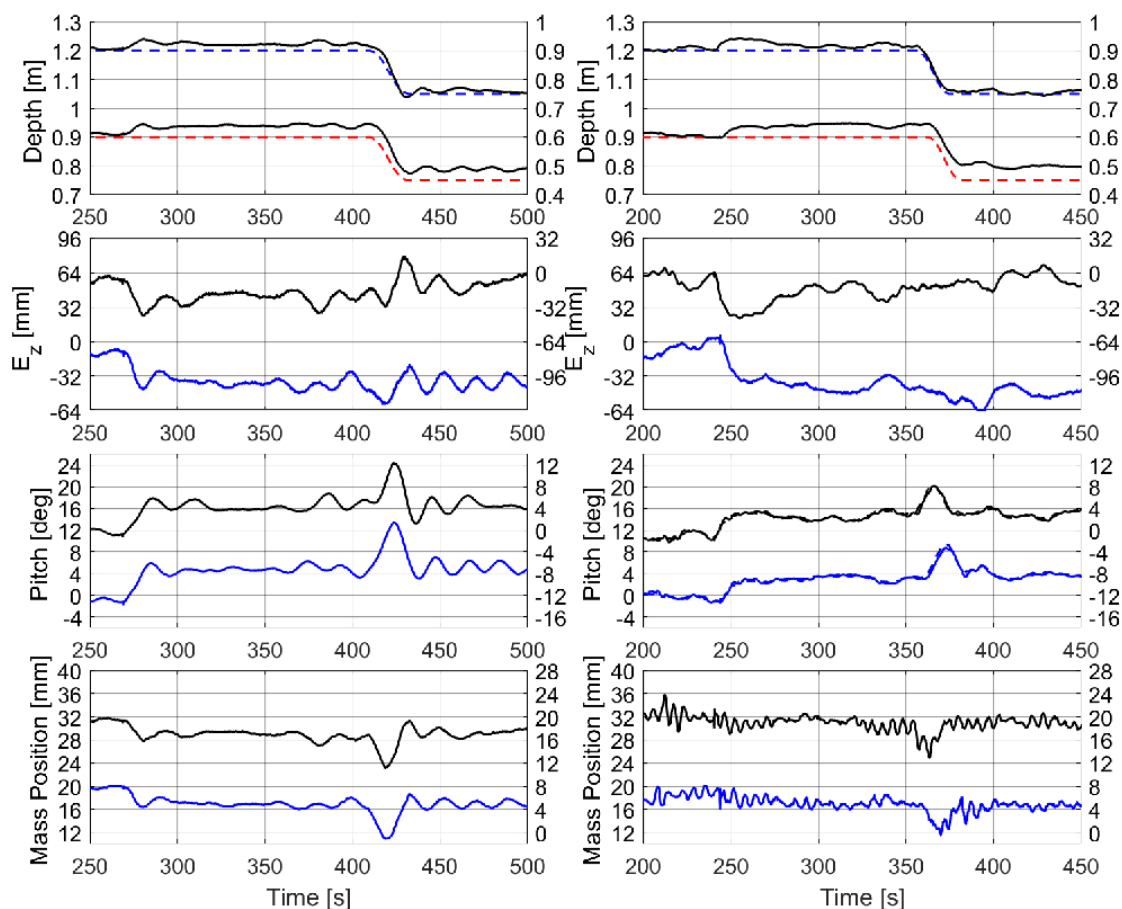 1.3 1 1.3 1
1.2 0.9 1.2 0.9
1.1 0.8 1.1 0.8
1 0.7 1 0.7
0.9 0.6 0.9 0.6
0.8 0.5 0.8 0.5
0.7 0.4 0.7 0.4
Depth [m] Depth [m]
250 300 350 400 450 500 200 250 300 350 400 450
96 32 96 32
64 0 64 0
32 -32 32 -32
0 -64 0 -64
-32 -96 -32 -96
-64 -64
E_z [mm] E_z [mm]
250 300 350 400 450 500 200 250 300 350 400 450
24 12 24 12
20 8 20 8
16 4 16 4
12 0 12 0
8 -4 8 -4
4 -8 4 -8
0 -12 0 -12
-4 -16 -4 -16
Pitch [deg] Pitch [deg]
250 300 350 400 450 500 200 250 300 350 400 450
40 28 40 28
36 24 36 24
32 20 32 20
28 16 28 16
24 12 24 12
20 8 20 8
16 4 16 4
12 0 12 0
Mass Position [mm] Mass Position [mm]
250 300 350 400 450 500 200 250 300 350 400 450
Time [s] Time [s]